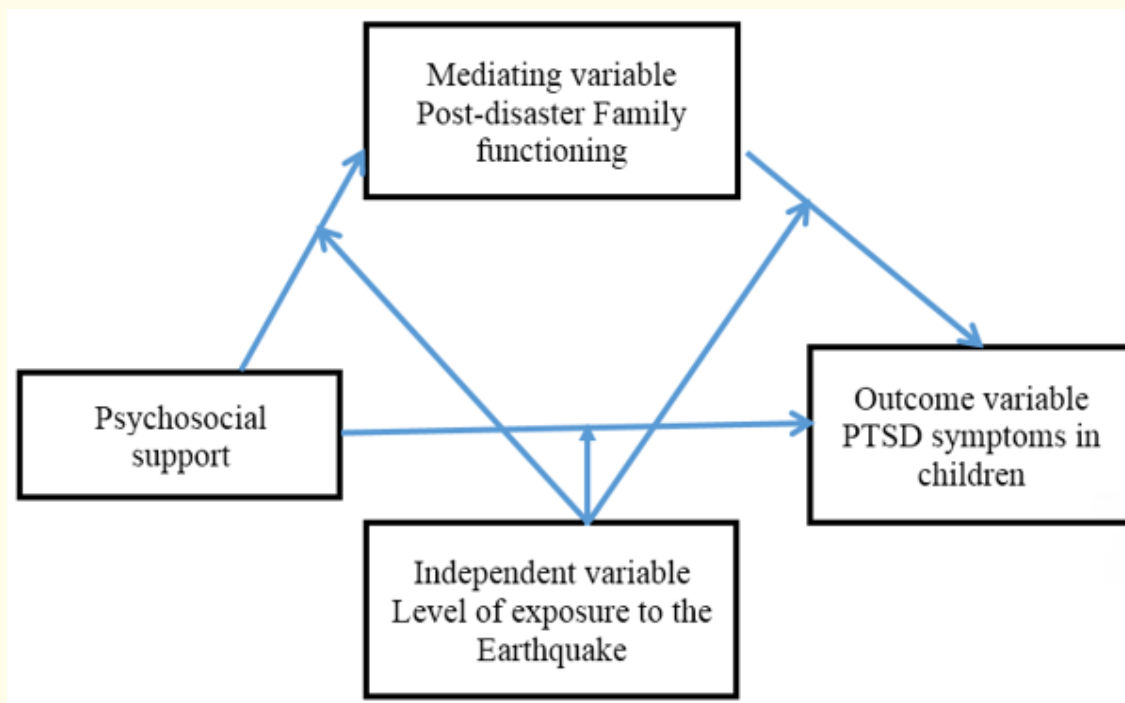 Mediating variable
Post-disaster Family
functioning
Psychosocial
support
Outcome variable
PTSD symptoms in
children
Independent variable
Level of exposure to the
Earthquake